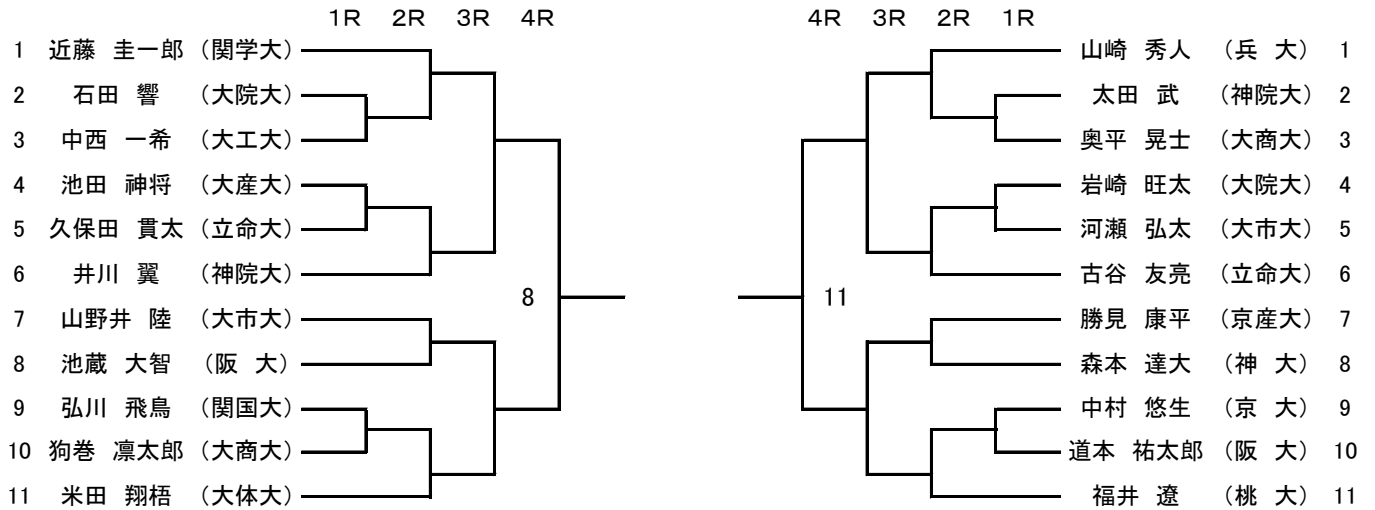 1R 2R 3R 4R 4R 3R 2R 1R
1 近藤 圭一郎 (関学大) 山崎 秀人 (兵 大) 1
2 石田 響 (大院大) 太田 武 (神院大) 2
3 中西 一希 (大工大) 奥平 晃士 (大商大) 3
4 池田 神将 (大産大) 岩崎 旺太 (大院大) 4
5 久保田 貫太 (立命大) 河瀬 弘太 (大市大) 5
6 井川 翼 (神院大) 古谷 友亮 (立命大) 6
8 11
7 山野井 陸 (大市大) 勝見 康平 (京産大) 7
8 池蔵 大智 (阪 大) 森本 達大 (神 大) 8
9 弘川 飛鳥 (関国大) 中村 悠生 (京 大) 9
10 狗巻 凛太郎 (大商大) 道本 祐太郎 (阪 大) 10
11 米田 翔梧 (大体大) 福井 遼 (桃 大) 11